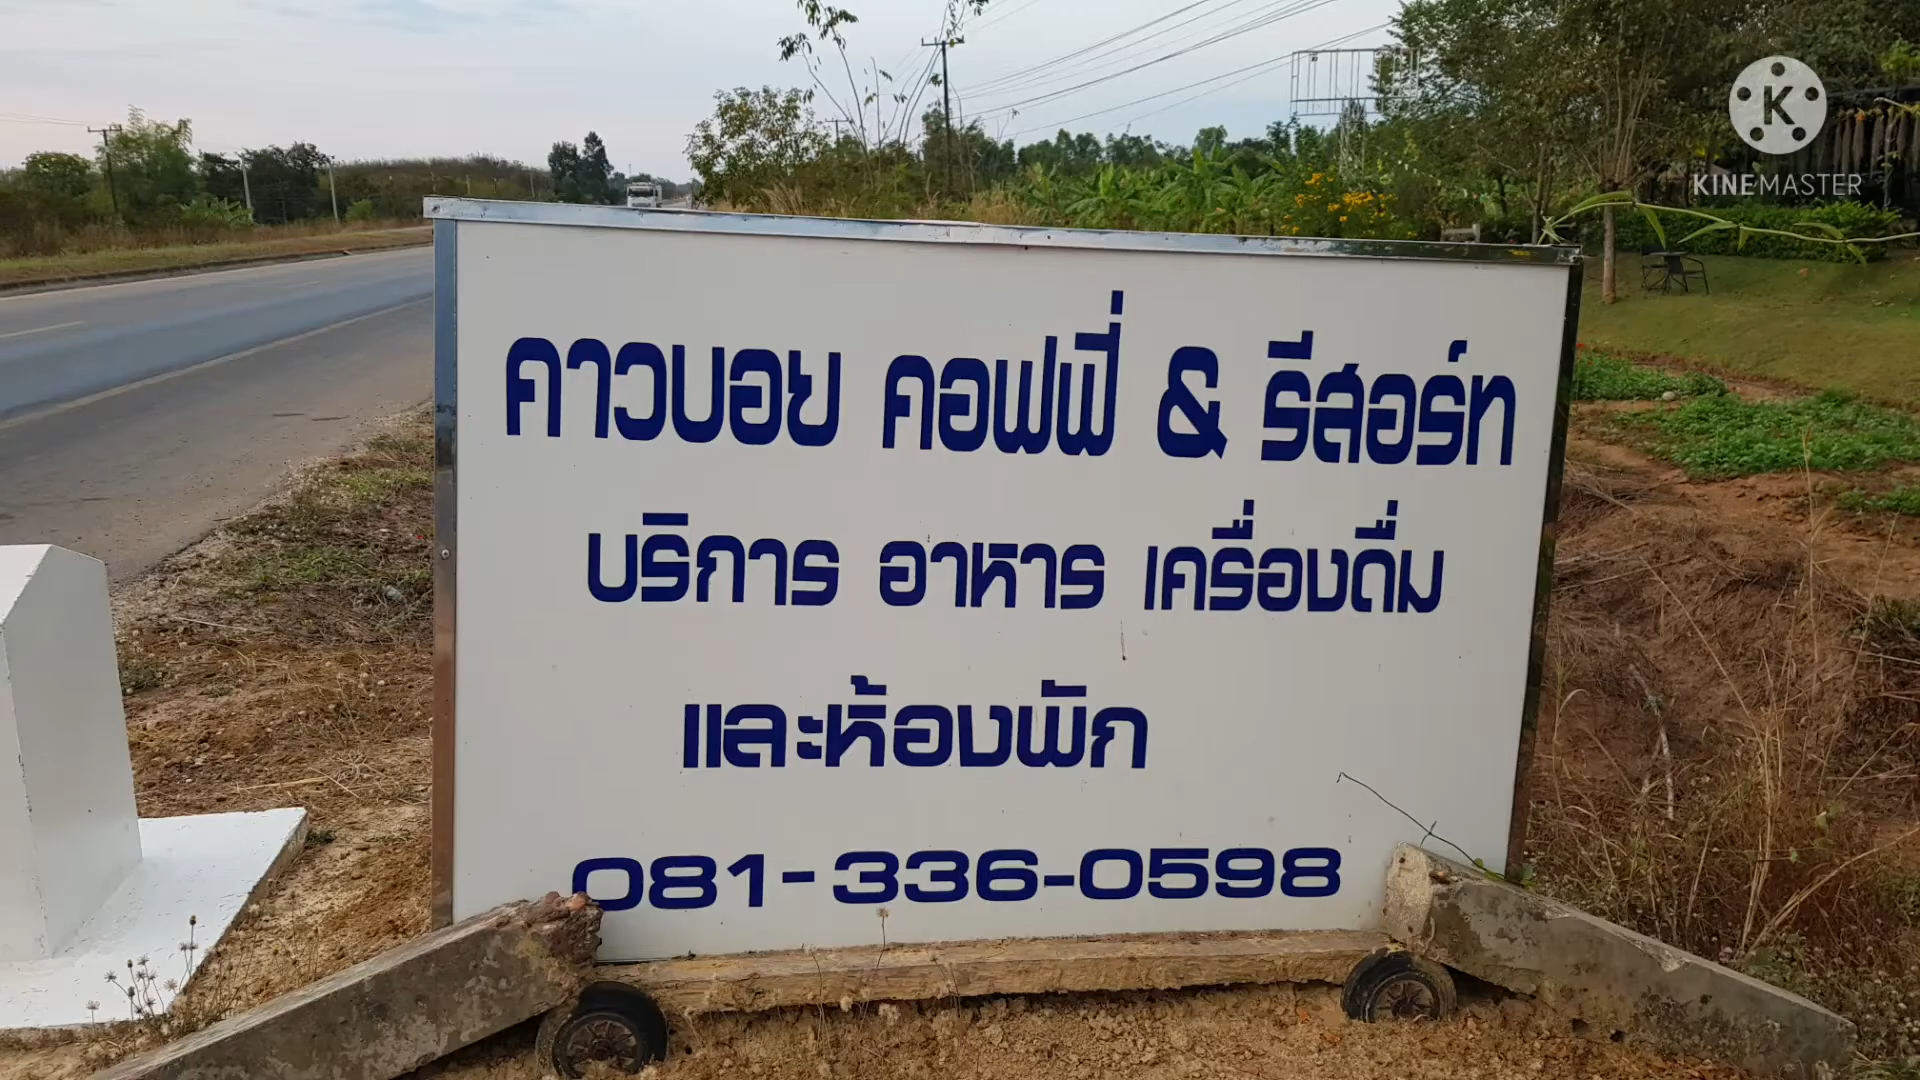 K
KINEMASTER
คาวบอย คอฟฟี่ & รีสอร์ท
บริการ อาหาร เครื่องดื่ม
และห้องพัก
081-336-0598